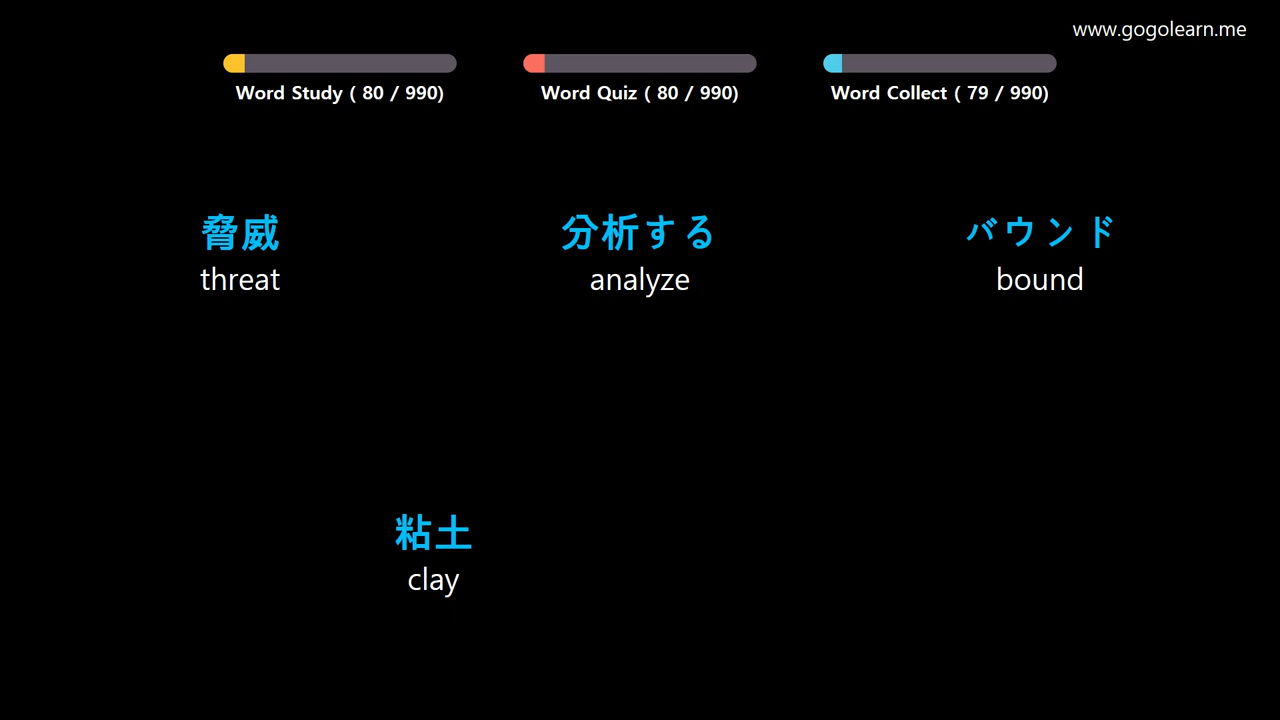 www.gogolearn.me
Word Study ( 80 / 990)
Word Quiz ( 80 / 990)
Word Collect ( 79 / 990)
脅威
threat
分析する
analyze
バウンド
bound
粘土
clay